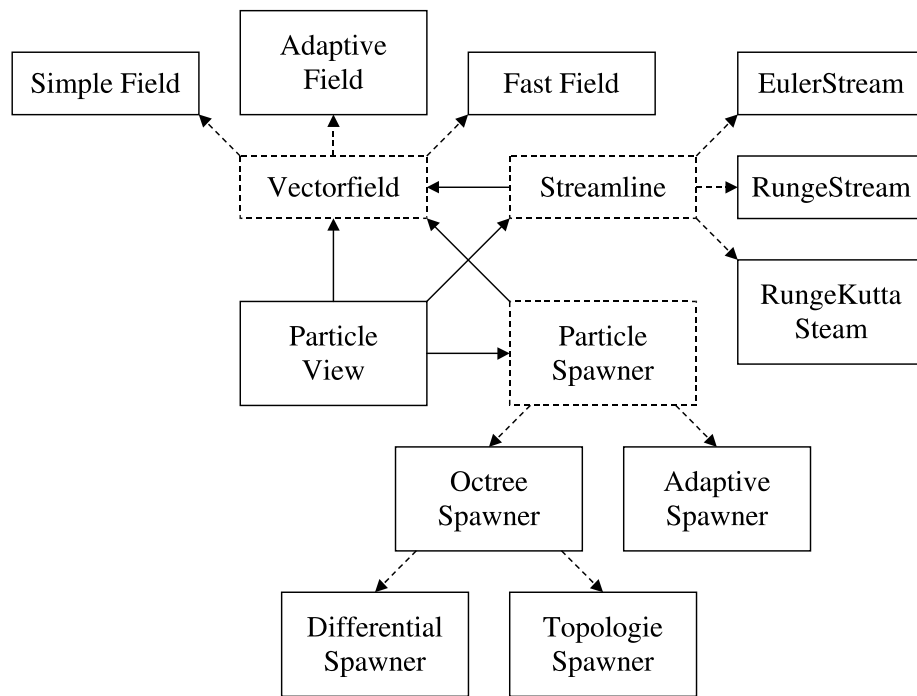 Simple Field
Adaptive
Field
Fast Field
EulerStream
Vectorfield
Streamline
RungeStream
RungeKutta
Steam
Particle
View
Particle
Spawner
Octree
Spawner
Adaptive
Spawner
Differential
Spawner
Topologie
Spawner